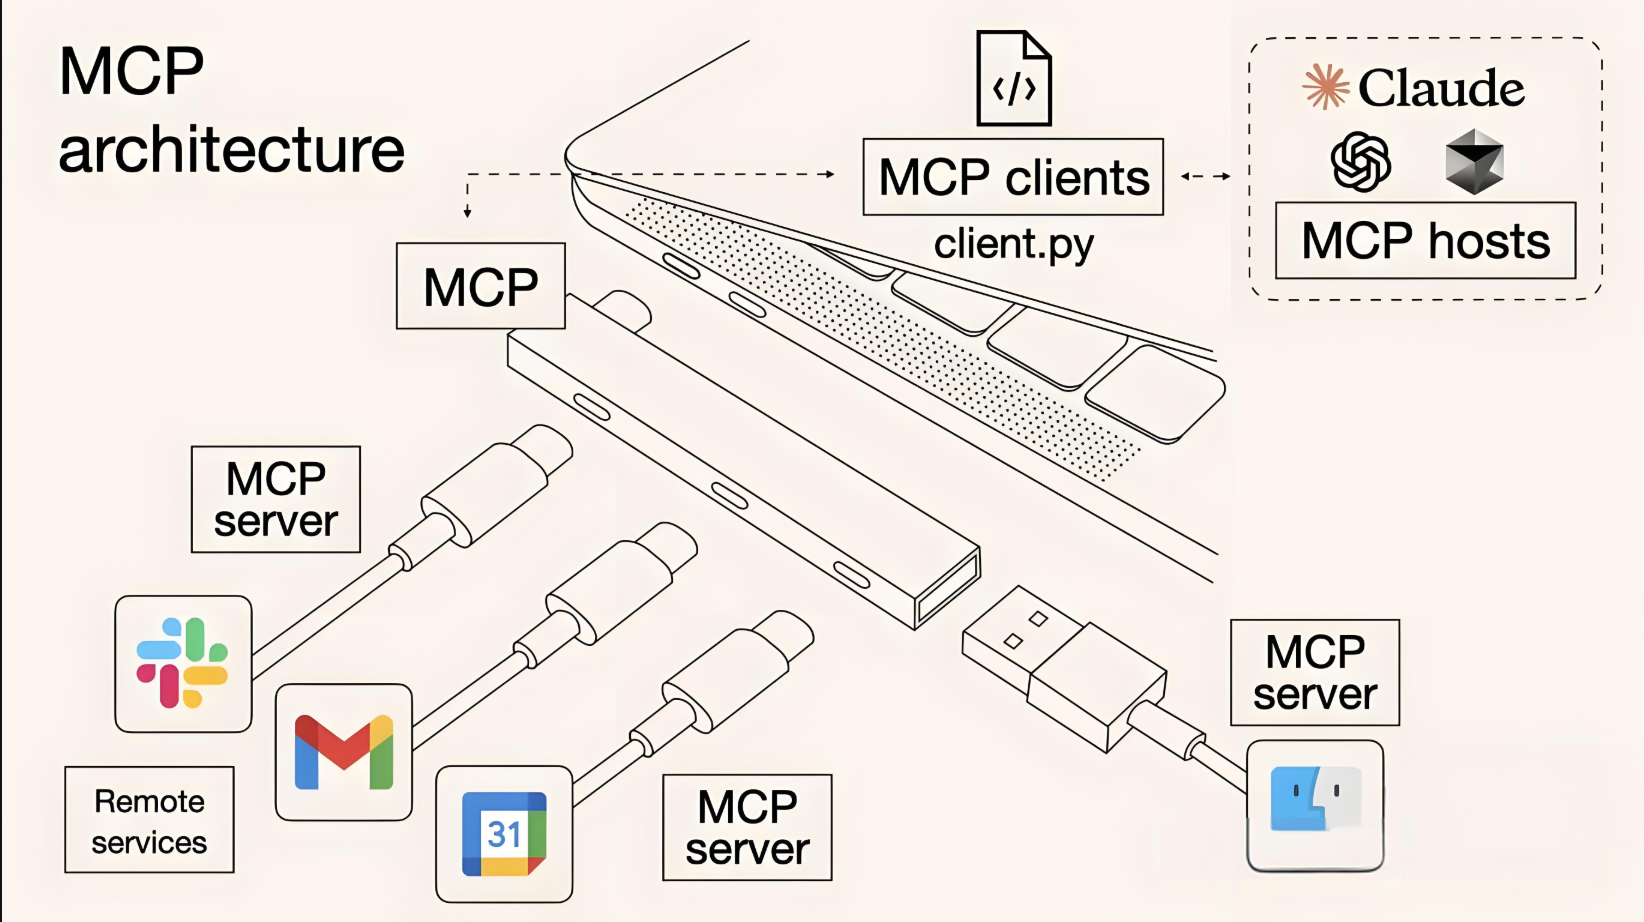 MCP
architecture
MCP clients
client.py
Claude
MCP hosts
MCP
MCP
server
Remote
services
31
MCP
server
MCP
server